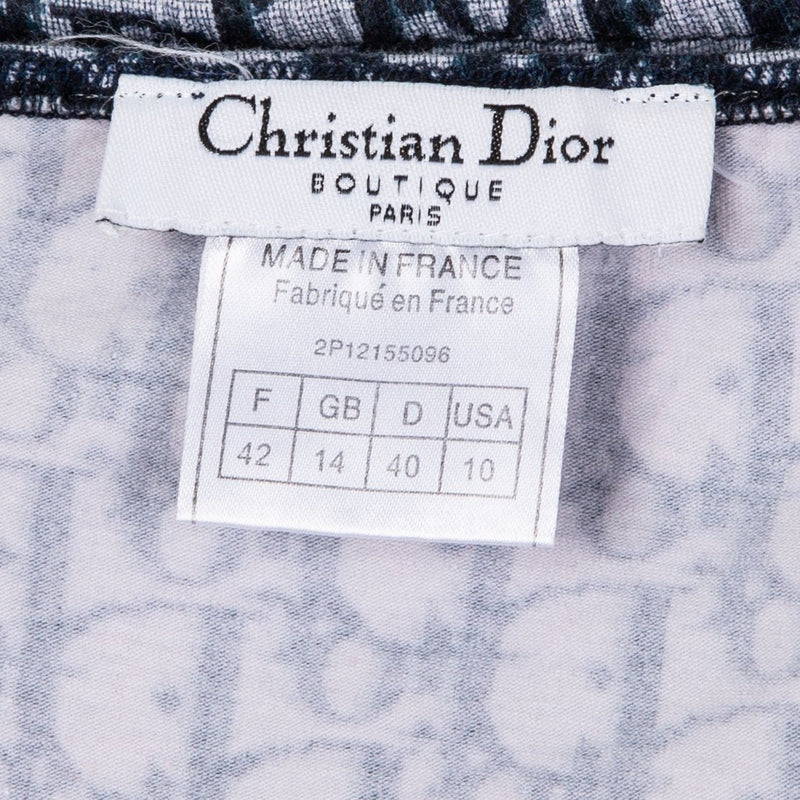 Christian Dior
BOUTIQUE
PARIS
MADE IN FRANCE
Fabriqué en France
2P12155096
F GB D USA
42 14 40 10